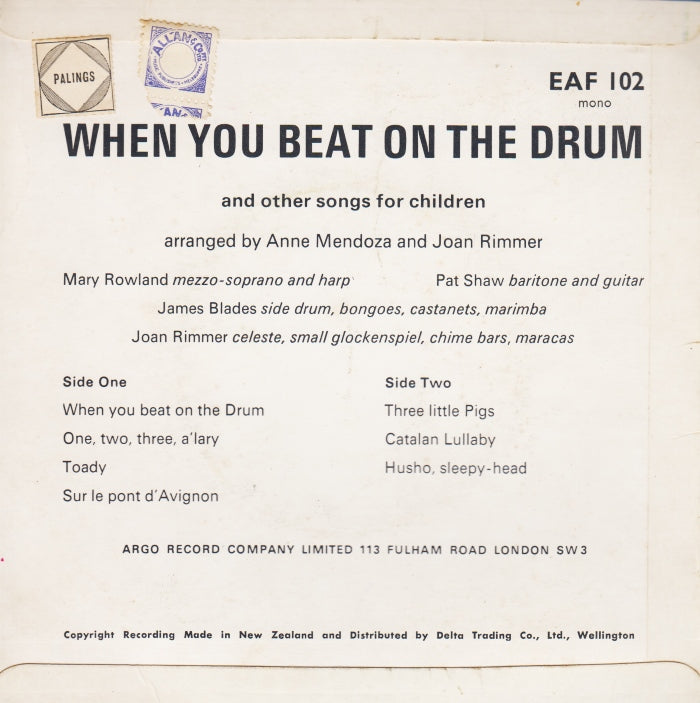 PALINGS
ALLAN & CO
AN &
EAF 102
mono
WHEN YOU BEAT ON THE DRUM
and other songs for children
arranged by Anne Mendoza and Joan Rimmer
Mary Rowland mezzo-soprano and harp Pat Shaw baritone and guitar
James Blades side drum, bongoes, castanets, marimba
Joan Rimmer celeste, small glockenspiel, chime bars, maracas
Side One
When you beat on the Drum
One, two, three, a'lary
Toady
Sur le pont d'Avignon
Side Two
Three little Pigs
Catalan Lullaby
Husho, sleepy-head
ARGO RECORD COMPANY LIMITED 113 FULHAM ROAD LONDON SW3
Copyright Recording Made in New Zealand and Distributed by Delta Trading Co., Ltd., Wellington